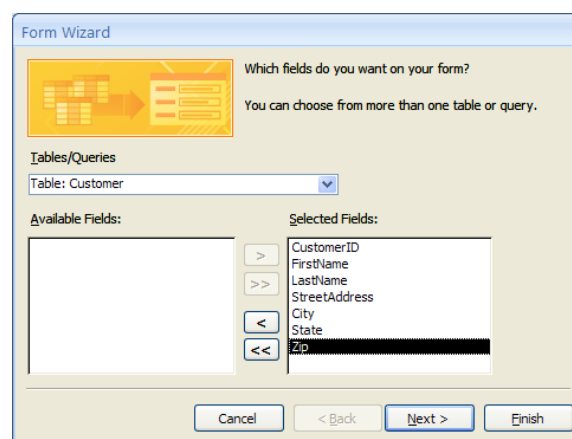 Form Wizard
Which fields do you want on your form?
You can choose from more than one table or query.
Tables/Queries
Table: Customer
Available Fields:
Selected Fields:
>
>>
<
<<
CustomerID
FirstName
LastName
StreetAddress
City
State
Zip
Cancel
< Back
Next >
Finish